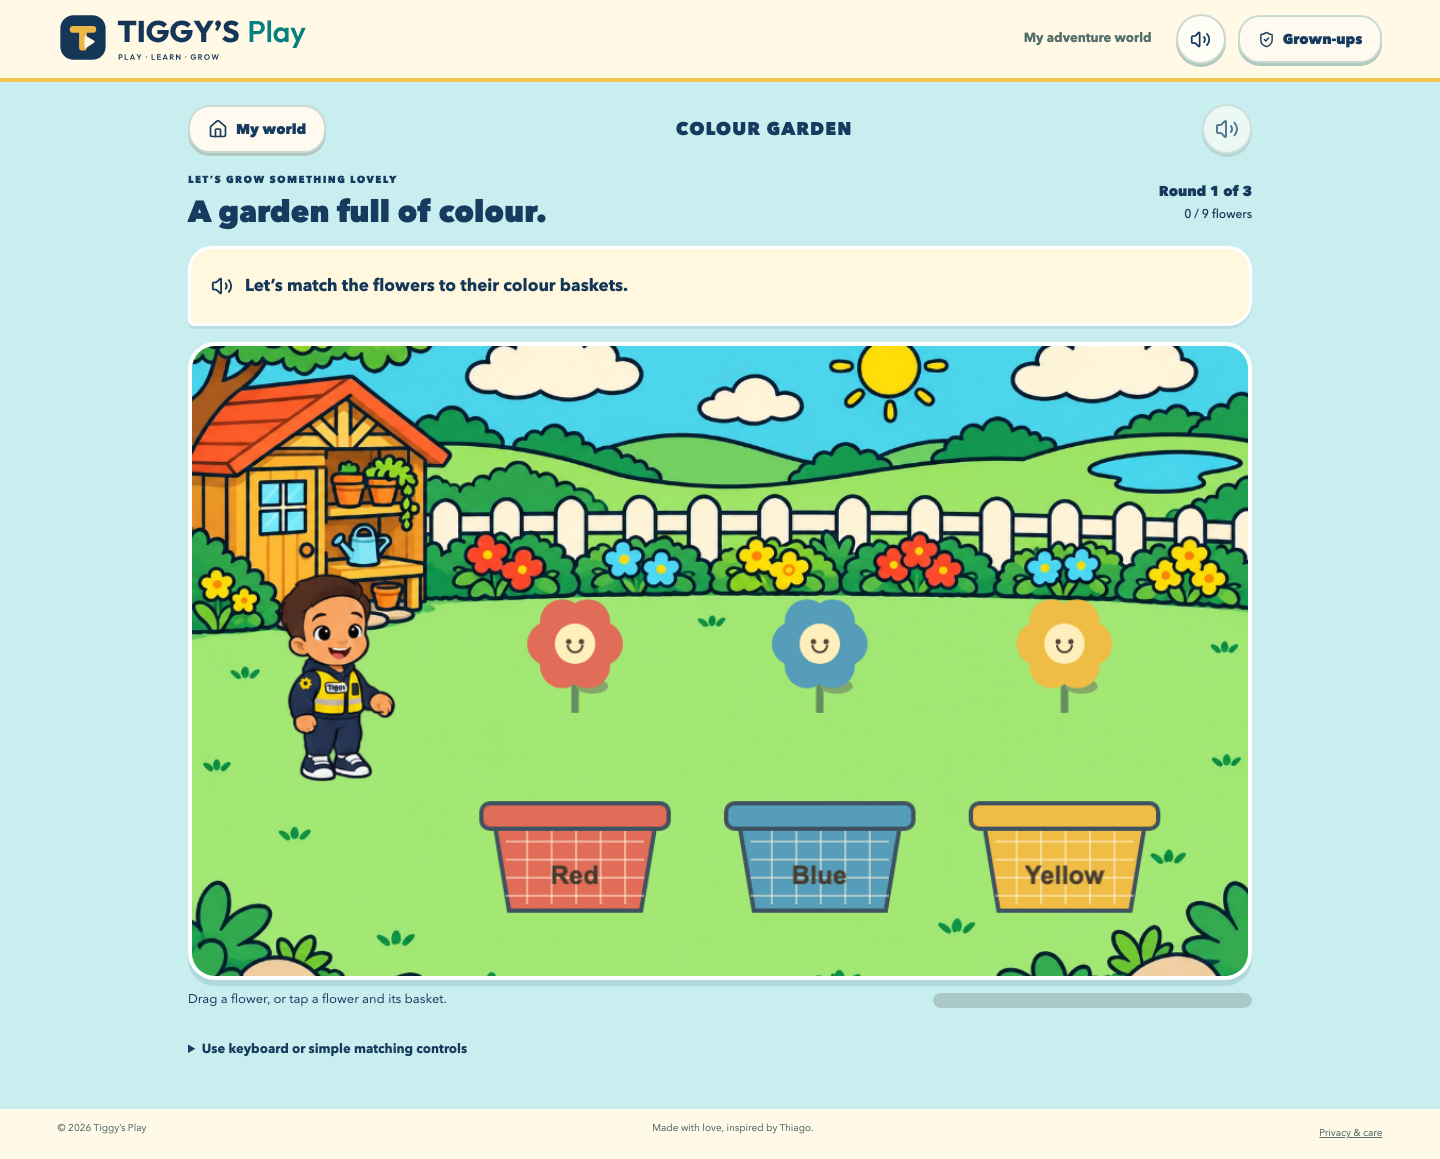 TIGGY’S Play
PLAY · LEARN · GROW
My adventure world
Grown-ups
My world
COLOUR GARDEN
LET’S GROW SOMETHING LOVELY
A garden full of colour.
Round 1 of 3
0 / 9 flowers
Let’s match the flowers to their colour baskets.
Tiggy
Red
Blue
Yellow
Drag a flower, or tap a flower and its basket.
Use keyboard or simple matching controls
© 2026 Tiggy’s Play
Made with love, inspired by Thiago.
Privacy & care